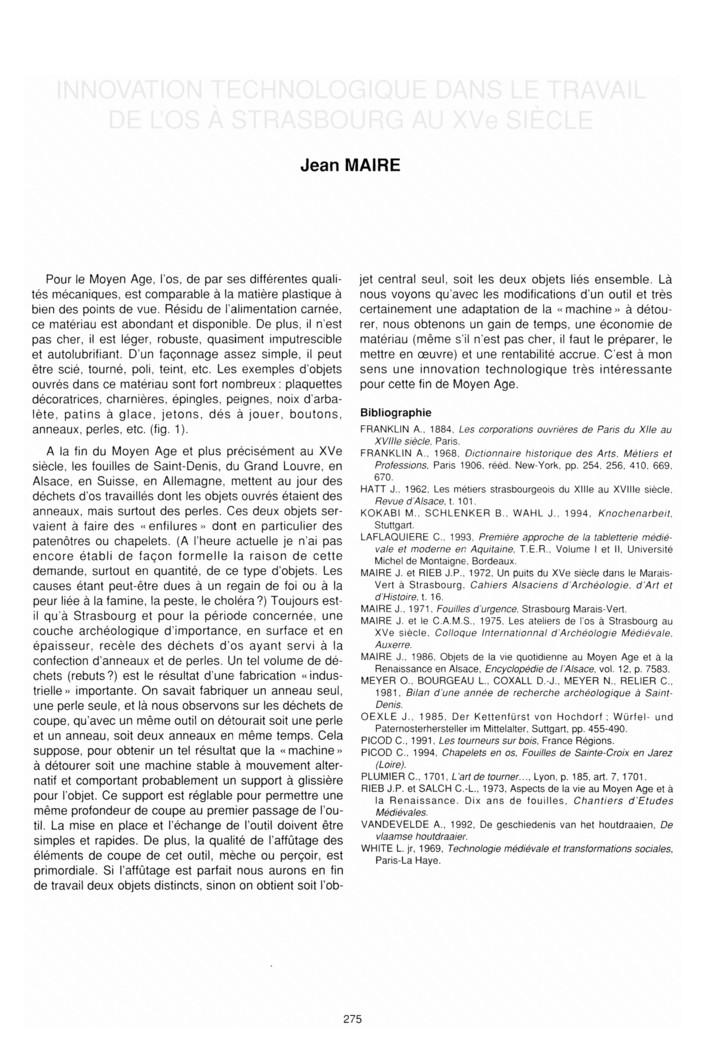 INNOVATION TECHNOLOGIQUE DANS LE TRAVAIL
DE L'OS À STRASBOURG AU XVe SIÈCLE
Jean MAIRE
Pour le Moyen Age, l'os, de par ses différentes quali-
tés mécaniques, est comparable à la matière plastique à
bien des points de vue. Résidu de l'alimentation carnée,
ce matériau est abondant et disponible. De plus, il n'est
pas cher, il est léger, robuste, quasiment imputrescible
et autolubrifiant. D'un façonnage assez simple, il peut
être scié, tourné, poli, teint, etc. Les exemples d'objets
ouvrés dans ce matériau sont fort nombreux : plaquettes
décoratrices, charnières, épingles, peignes, noix d'arba-
lète, patins à glace, jetons, dés à jouer, boutons,
anneaux, perles, etc. (fig. 1).
A la fin du Moyen Age et plus précisément au XVe
siècle, les fouilles de Saint-Denis, du Grand Louvre, en
Alsace, en Suisse, en Allemagne, mettent au jour des
déchets d'os travaillés dont les objets ouvrés étaient des
anneaux, mais surtout des perles. Ces deux objets ser-
vaient à faire des « enfilures » dont en particulier des
patenôtres ou chapelets. (A l'heure actuelle je n'ai pas
encore établi de façon formelle la raison de cette
demande, surtout en quantité, de ce type d'objets. Les
causes étant peut-être dues à un regain de foi ou à la
peur liée à la famine, la peste, le choléra ?) Toujours est-
il qu'à Strasbourg et pour la période concernée, une
couche archéologique d'importance, en surface et en
épaisseur, recèle des déchets d'os ayant servi à la
confection d'anneaux et de perles. Un tel volume de dé-
chets (rebuts ?) est le résultat d'une fabrication « indus-
trielle » importante. On savait fabriquer un anneau seul,
une perle seule, et là nous observons sur les déchets de
coupe, qu'avec un même outil on détourait soit une perle
et un anneau, soit deux anneaux en même temps. Cela
suppose, pour obtenir un tel résultat que la « machine »
à détourer soit une machine stable à mouvement alter-
natif et comportant probablement un support à glissière
pour l'objet. Ce support est réglable pour permettre une
même profondeur de coupe au premier passage de l'ou-
til. La mise en place et l'échange de l'outil doivent être
simples et rapides. De plus, la qualité de l'affûtage des
éléments de coupe de cet outil, mèche ou perçoir, est
primordiale. Si l'affûtage est parfait nous aurons en fin
de travail deux objets distincts, sinon on obtient soit l'ob-
jet central seul, soit les deux objets liés ensemble. Là
nous voyons qu'avec les modifications d'un outil et très
certainement une adaptation de la « machine » à détou-
rer, nous obtenons un gain de temps, une économie de
matériau (même s'il n'est pas cher, il faut le préparer, le
mettre en œuvre) et une rentabilité accrue. C'est à mon
sens une innovation technologique très intéressante
pour cette fin de Moyen Age.
Bibliographie
FRANKLIN A., 1884, Les corporations ouvrières de Paris du XIIe au
XVIIIe siècle, Paris.
FRANKLIN A., 1968, Dictionnaire historique des Arts, Métiers et
Professions, Paris 1906, rééd. New-York, pp. 254, 256, 410, 669,
670.
HATT J., 1962, Les métiers strasbourgeois du XIIIe au XVIIIe siècle,
Revue d'Alsace, t. 101.
KOKABI M., SCHLENKER B., WAHL J., 1994, Knochenarbeit,
Stuttgart.
LAFLAQUIERE C., 1993, Première approche de la tabletterie médié-
vale et moderne en Aquitaine, T.E.R., Volume I et II, Université
Michel de Montaigne, Bordeaux.
MAIRE J. et RIEB J.P., 1972, Un puits du XVe siècle dans le Marais-
Vert à Strasbourg, Cahiers Alsaciens d'Archéologie, d'Art et
d'Histoire, t. 16.
MAIRE J., 1971, Fouilles d'urgence, Strasbourg Marais-Vert.
MAIRE J. et le C.A.M.S., 1975, Les ateliers de l'os à Strasbourg au
XVe siècle, Colloque Internationnal d'Archéologie Médiévale,
Auxerre.
MAIRE J., 1986, Objets de la vie quotidienne au Moyen Age et à la
Renaissance en Alsace, Encyclopédie de l'Alsace, vol. 12, p. 7583.
MEYER O., BOURGEAU L., COXALL D.-J., MEYER N., RELIER C.,
1981, Bilan d'une année de recherche archéologique à Saint-
Denis.
OEXLE J., 1985, Der Kettenfürst von Hochdorf ; Würfel- und
Paternosterhersteller im Mittelalter, Suttgart, pp. 455-490.
PICOD C., 1991, Les tourneurs sur bois, France Régions.
PICOD C., 1994, Chapelets en os, Fouilles de Sainte-Croix en Jarez
(Loire).
PLUMIER C., 1701, L'art de tourner..., Lyon, p. 185, art. 7, 1701.
RIEB J.P. et SALCH C.-L., 1973, Aspects de la vie au Moyen Age et à
la Renaissance. Dix ans de fouilles, Chantiers d'Etudes
Médiévales.
VANDEVELDE A., 1992, De geschiedenis van het houtdraaien, De
vlaamse houtdraaier.
WHITE L. jr, 1969, Technologie médiévale et transformations sociales,
Paris-La Haye.
275